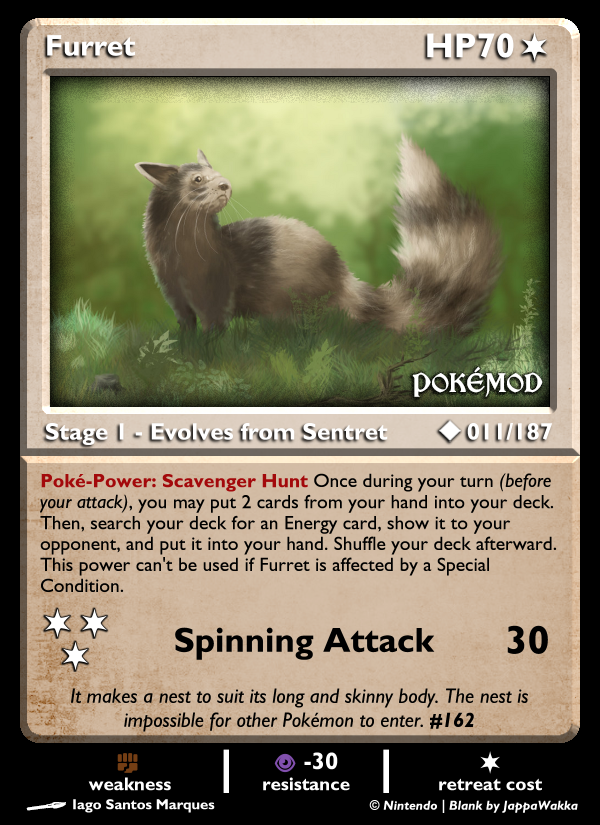 Furret HP70
POKÉMOD
Stage 1 - Evolves from Sentret 011/187
Poké-Power: Scavenger Hunt Once during your turn (before
your attack), you may put 2 cards from your hand into your deck.
Then, search your deck for an Energy card, show it to your
opponent, and put it into your hand. Shuffle your deck afterward.
This power can't be used if Furret is affected by a Special
Condition.
Spinning Attack 30
It makes a nest to suit its long and skinny body. The nest is
impossible for other Pokémon to enter. #162
-30
weakness resistance retreat cost
Iago Santos Marques © Nintendo | Blank by JappaWakka